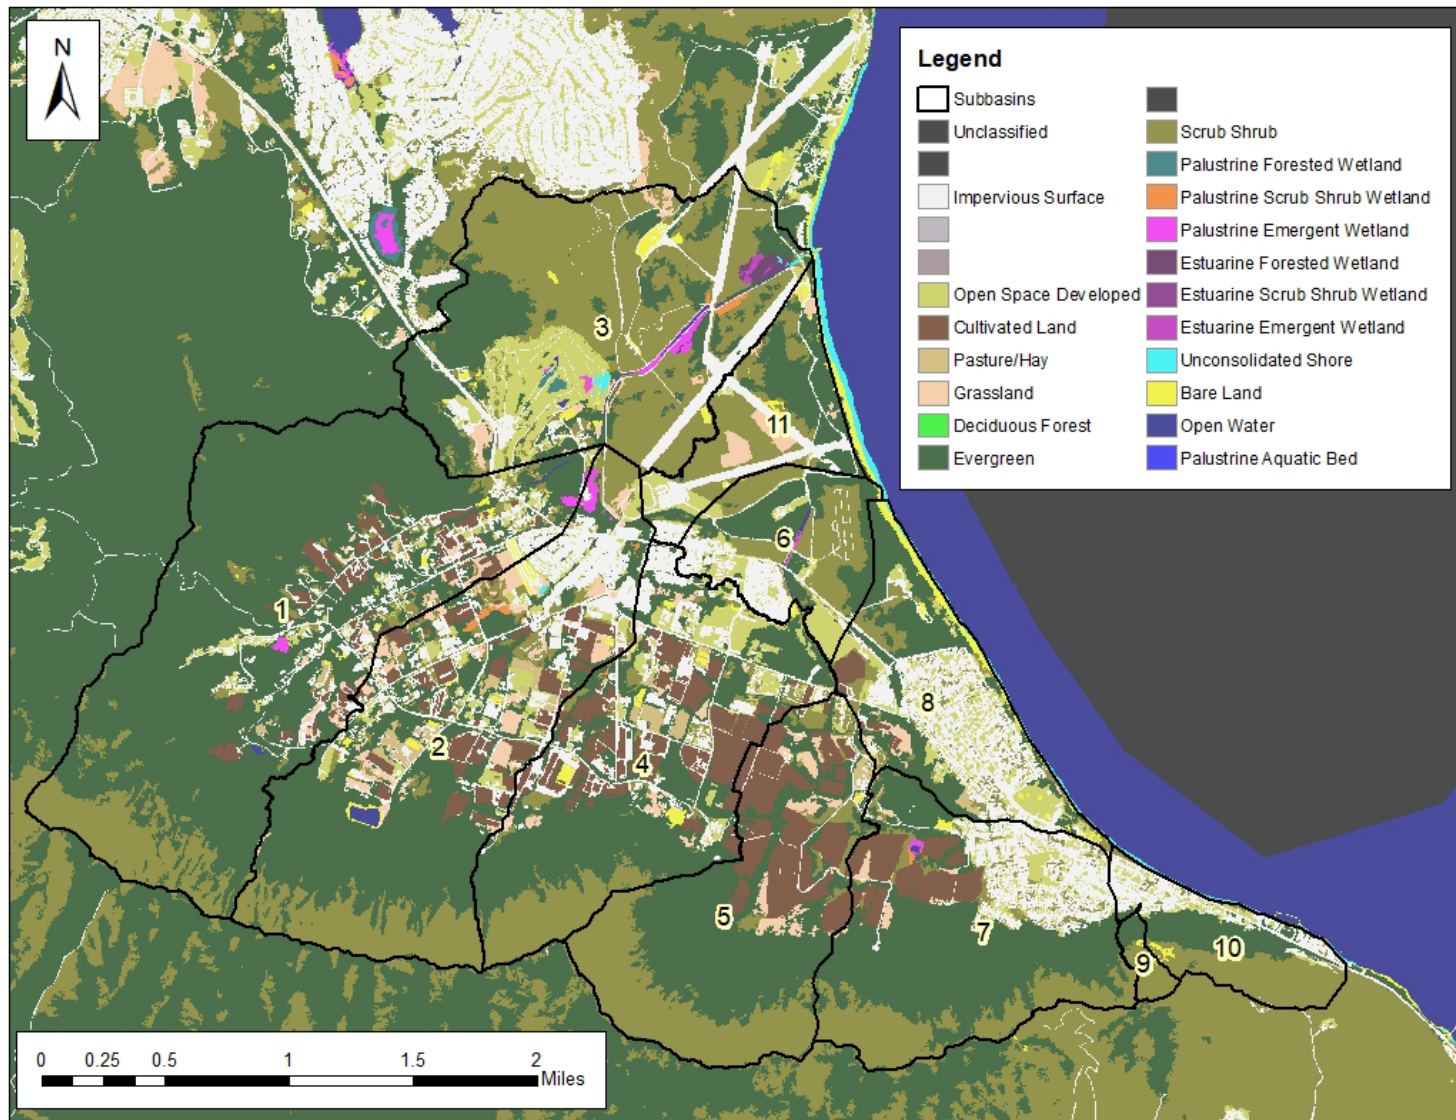 N
Legend
Subbasins
Unclassified
Scrub Shrub
Palustrine Forested Wetland
Impervious Surface
Palustrine Scrub Shrub Wetland
Palustrine Emergent Wetland
Estuarine Forested Wetland
Open Space Developed
Estuarine Scrub Shrub Wetland
Cultivated Land
Estuarine Emergent Wetland
Pasture/Hay
Unconsolidated Shore
Grassland
Bare Land
Deciduous Forest
Open Water
Evergreen
Palustrine Aquatic Bed
3
11
6
1
8
2
4
5
7
10
9
0 0.25 0.5 1 1.5 2
Miles